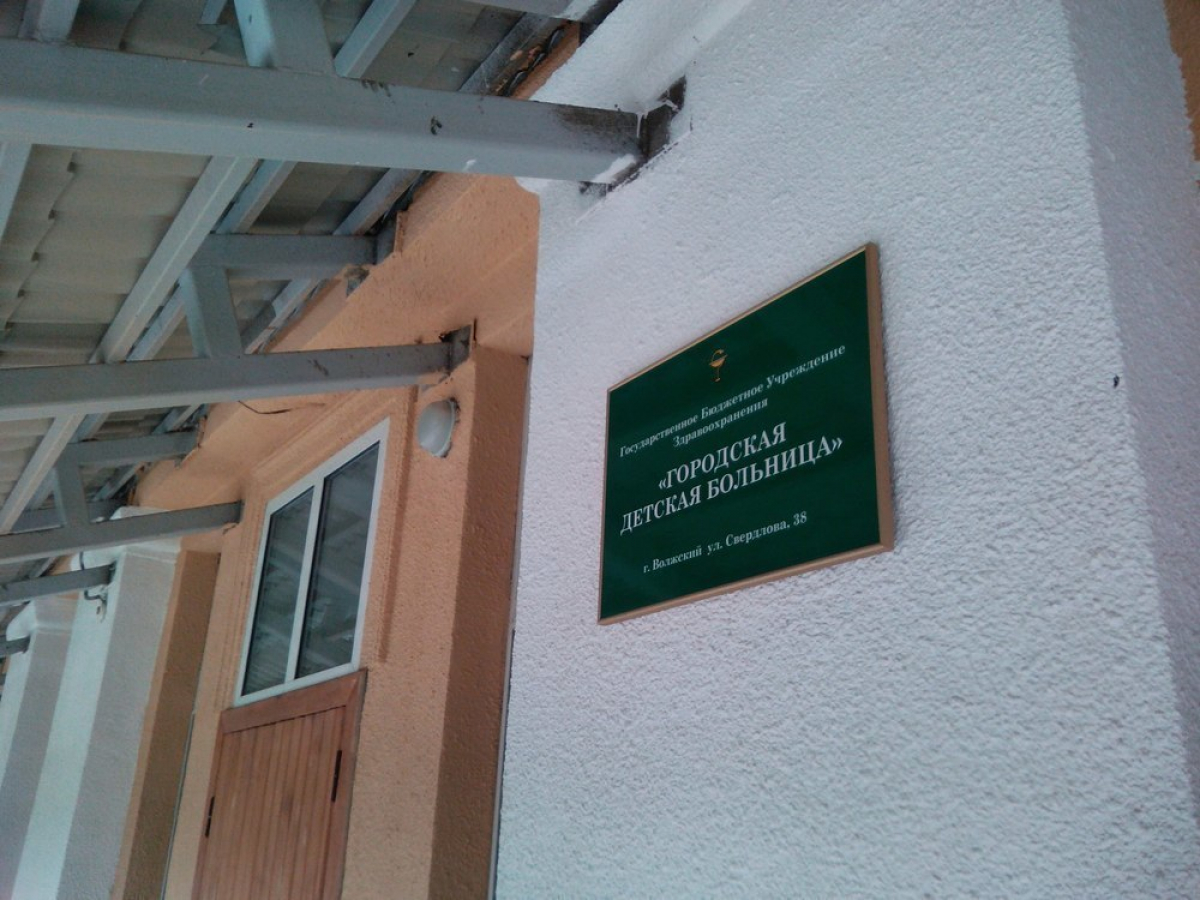 Государственное Бюджетное Учреждение
Здравоохранения
«ГОРОДСКАЯ
ДЕТСКАЯ БОЛЬНИЦА»
г. Волжский ул. Свердлова, 38